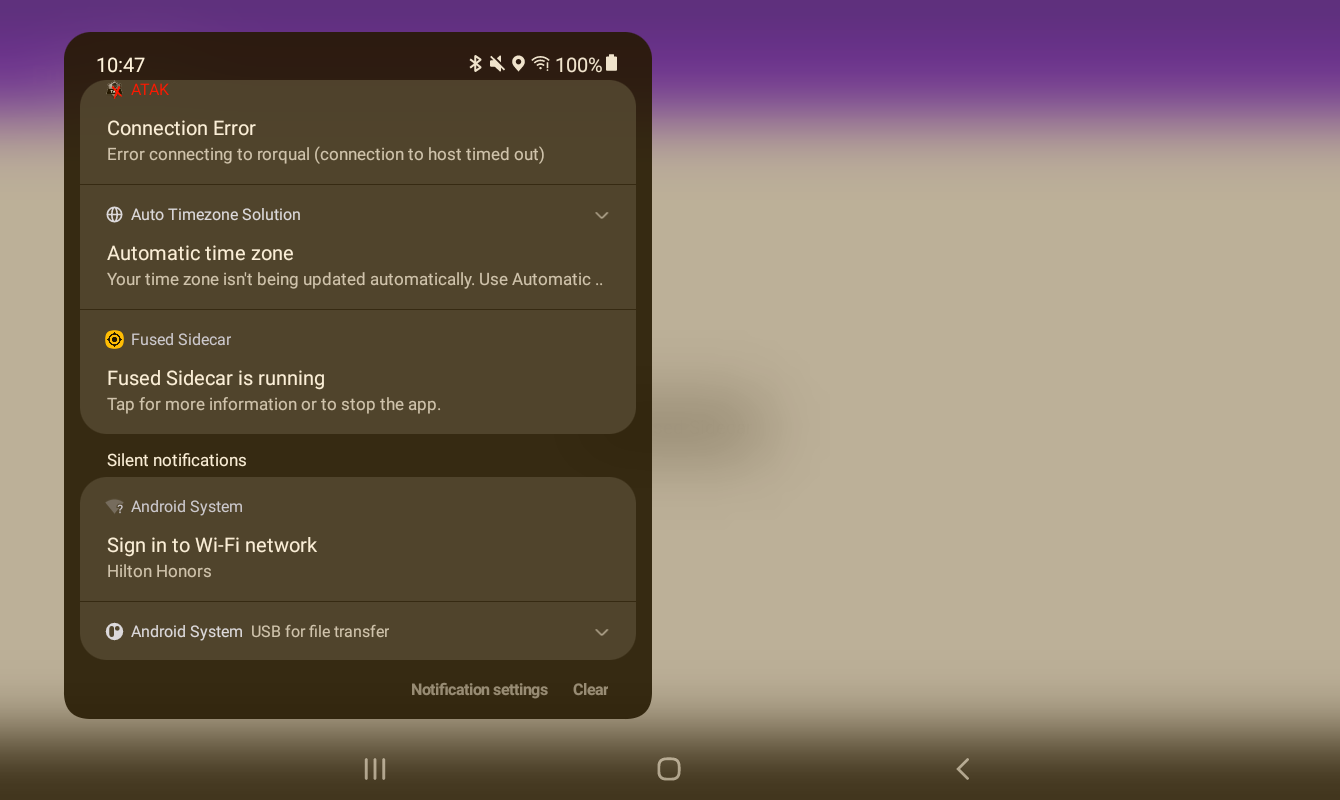 10:47 100%
ATAK
Connection Error
Error connecting to rorqual (connection to host timed out)
Auto Timezone Solution
Automatic time zone
Your time zone isn't being updated automatically. Use Automatic ..
Fused Sidecar
Fused Sidecar is running
Tap for more information or to stop the app.
Silent notifications
Android System
Sign in to Wi-Fi network
Hilton Honors
Android System USB for file transfer
Notification settings Clear